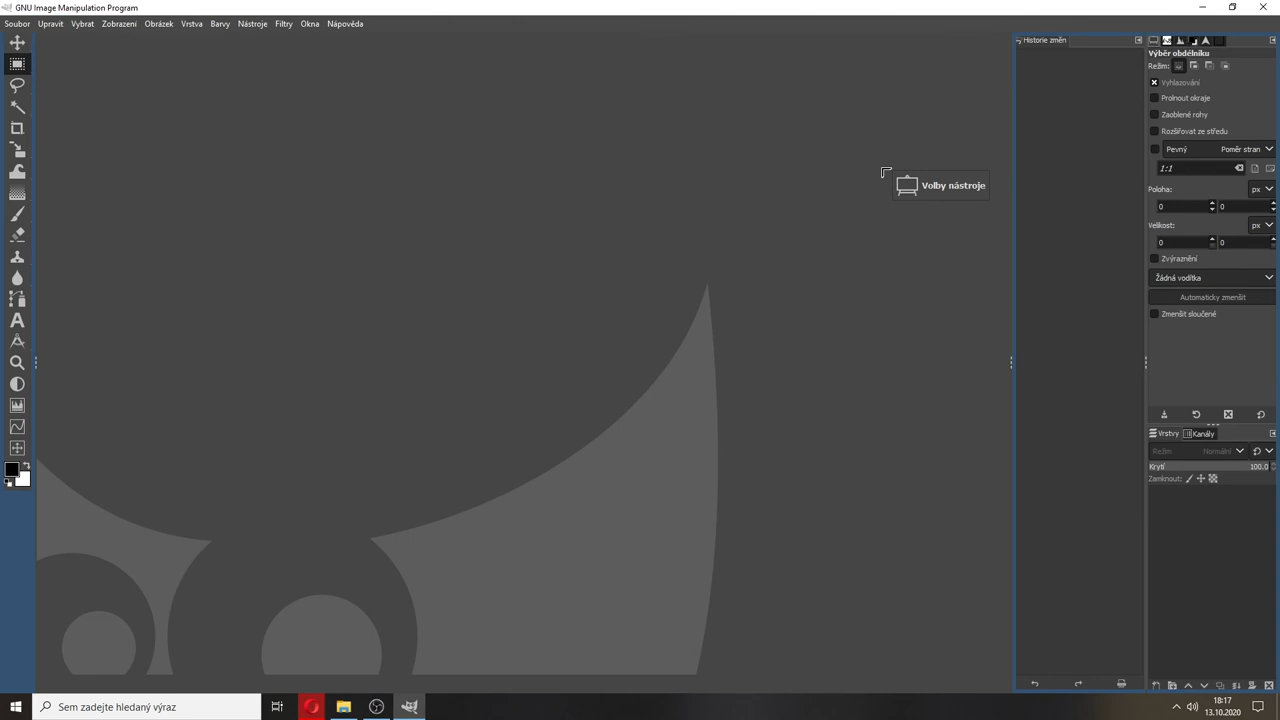 GNU Image Manipulation Program
Soubor Upravit Vybrat Zobrazení Obrázek Vrstva Barvy Nástroje Filtry Okna Nápověda
Historie změn
Výběr obdélníku
Režim:
Vyhlazování
Prolnout okraje
Zaoblené rohy
Rozšiřovat ze středu
Pevný Poměr stran
1:1
Volby nástroje
Poloha: px
0 0
Velikost: px
0 0
Zvýraznění
Žádná vodítka
Automaticky zmenšit
Zmenšit sloučené
Vrstvy Kanály
Režim Normální
Krytí 100,0
Zamknout:
Sem zadejte hledaný výraz
18:17
13.10.2020